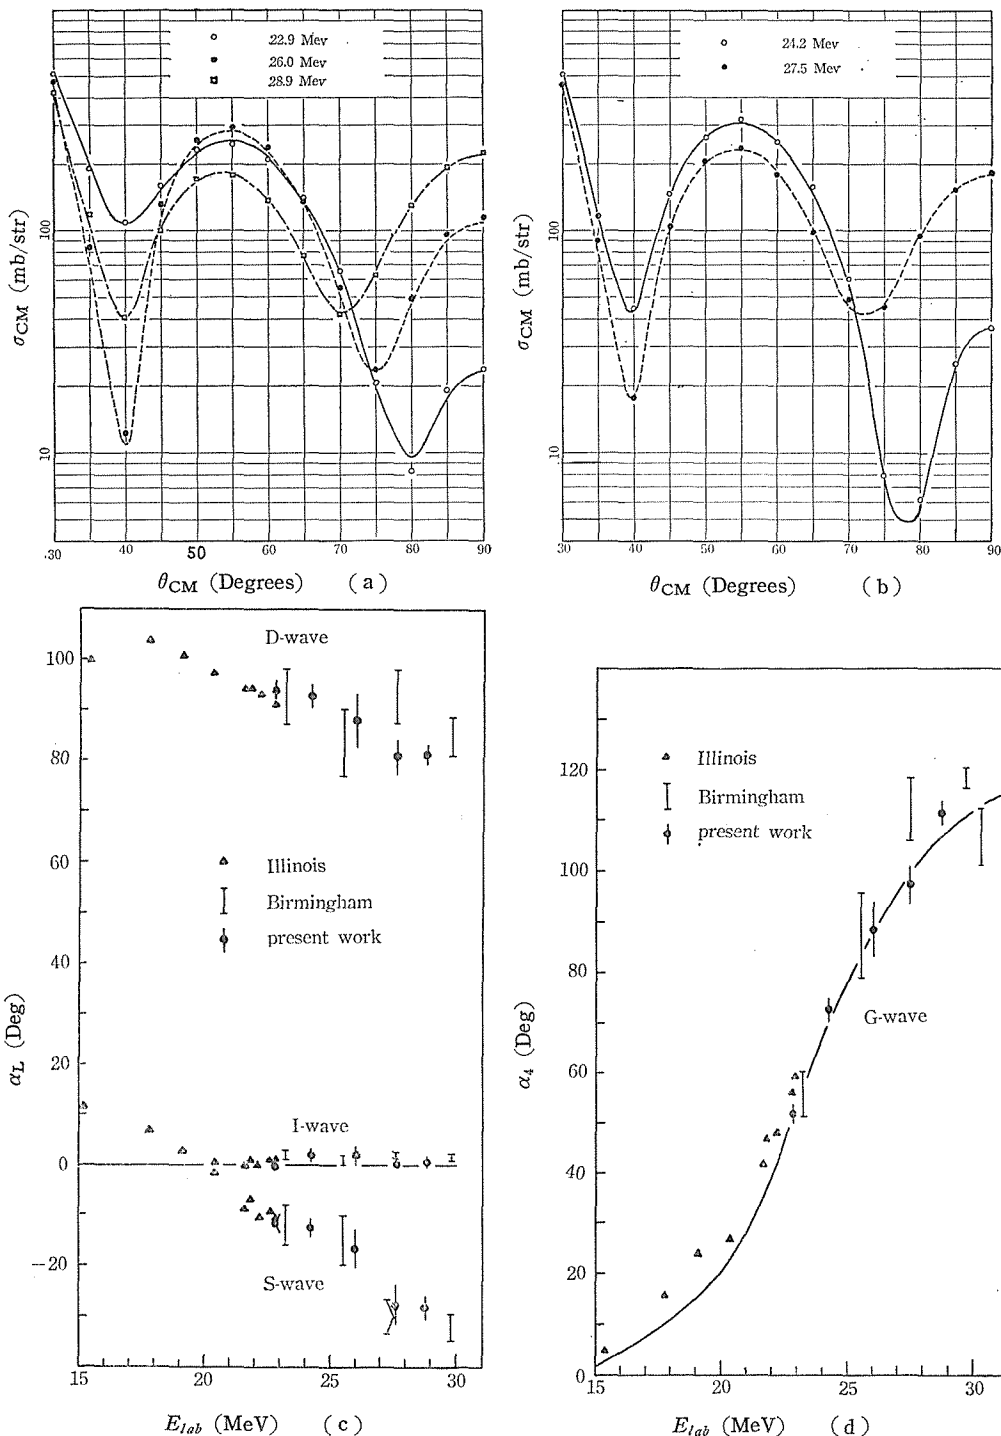 22.9 Mev
26.0 Mev
28.9 Mev
100
10
σCM (mb/str)
30 40 50 60 70 80 90
θCM (Degrees) (a)
24.2 Mev
27.5 Mev
100
10
σCM (mb/str)
30 40 50 60 70 80 90
θCM (Degrees) (b)
D-wave
100
80
60
40
20
0
-20
Illinois
Birmingham
present work
I-wave
S-wave
αL (Deg)
15 20 25 30
Elab (MeV) (c)
120
100
80
60
40
20
0
Illinois
Birmingham
present work
G-wave
α4 (Deg)
15 20 25 30
Elab (MeV) (d)